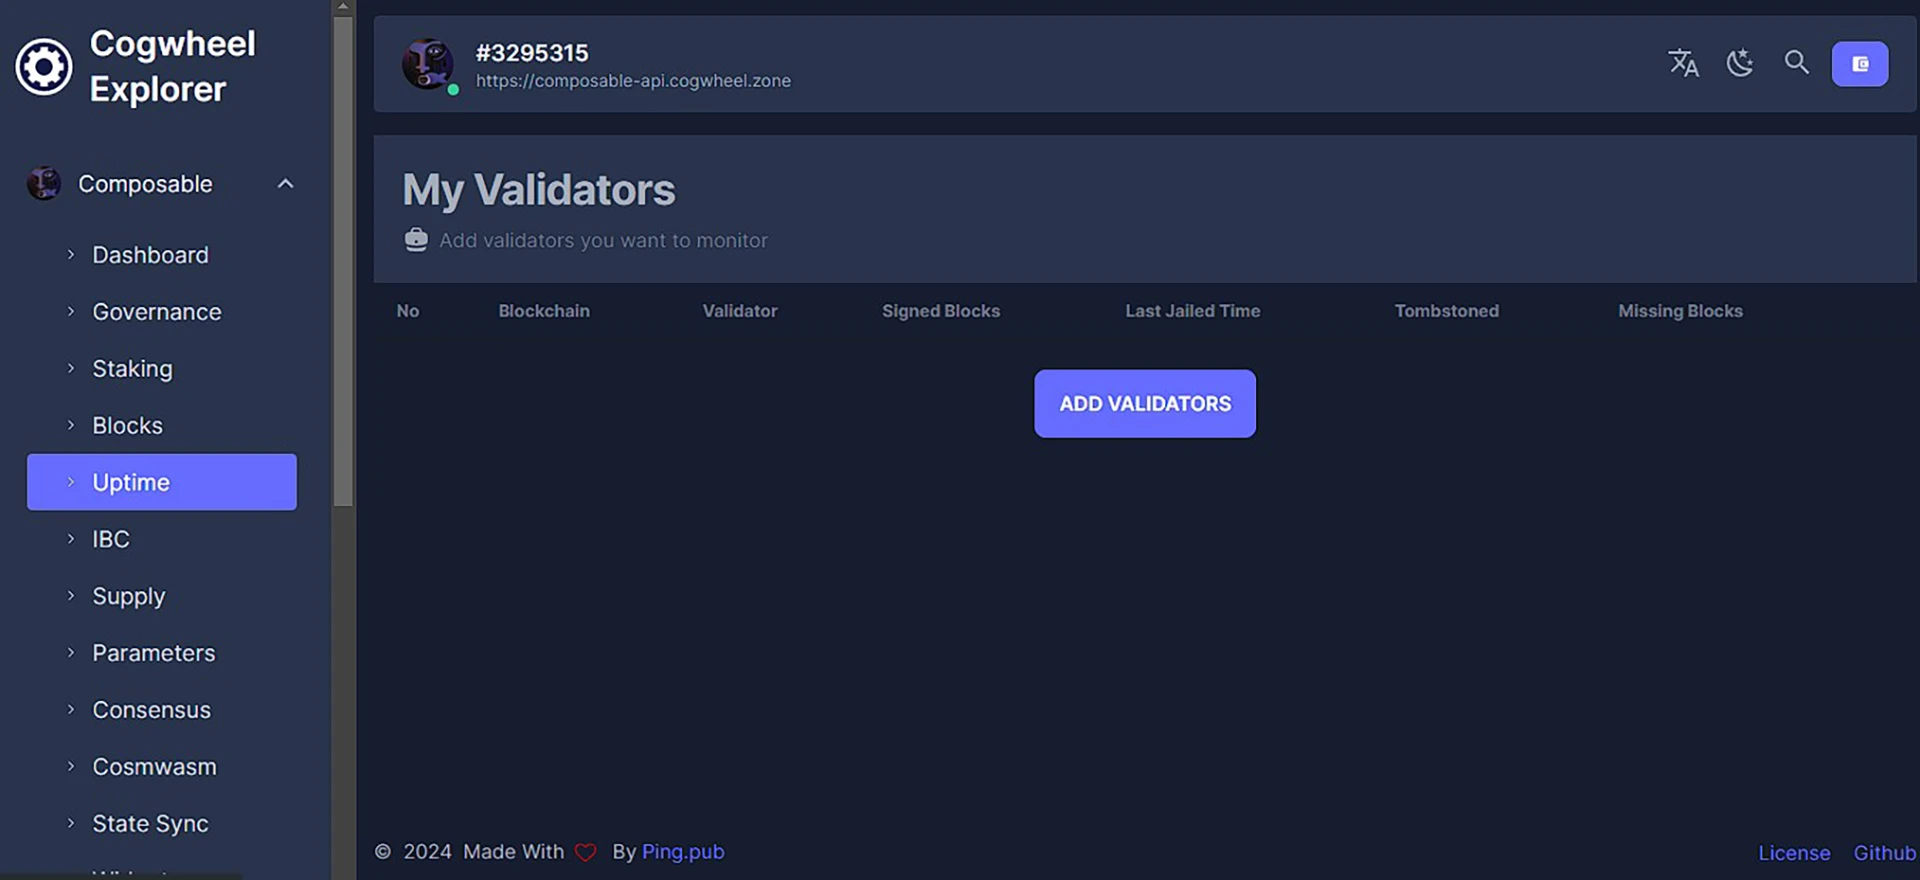 Cogwheel
Explorer
Composable
Dashboard
Governance
Staking
Blocks
Uptime
IBC
Supply
Parameters
Consensus
Cosmwasm
State Sync
#3295315
https://composable-api.cogwheel.zone
My Validators
Add validators you want to monitor
No Blockchain Validator Signed Blocks Last Jailed Time Tombstoned Missing Blocks
ADD VALIDATORS
© 2024 Made With By Ping.pub
License Github